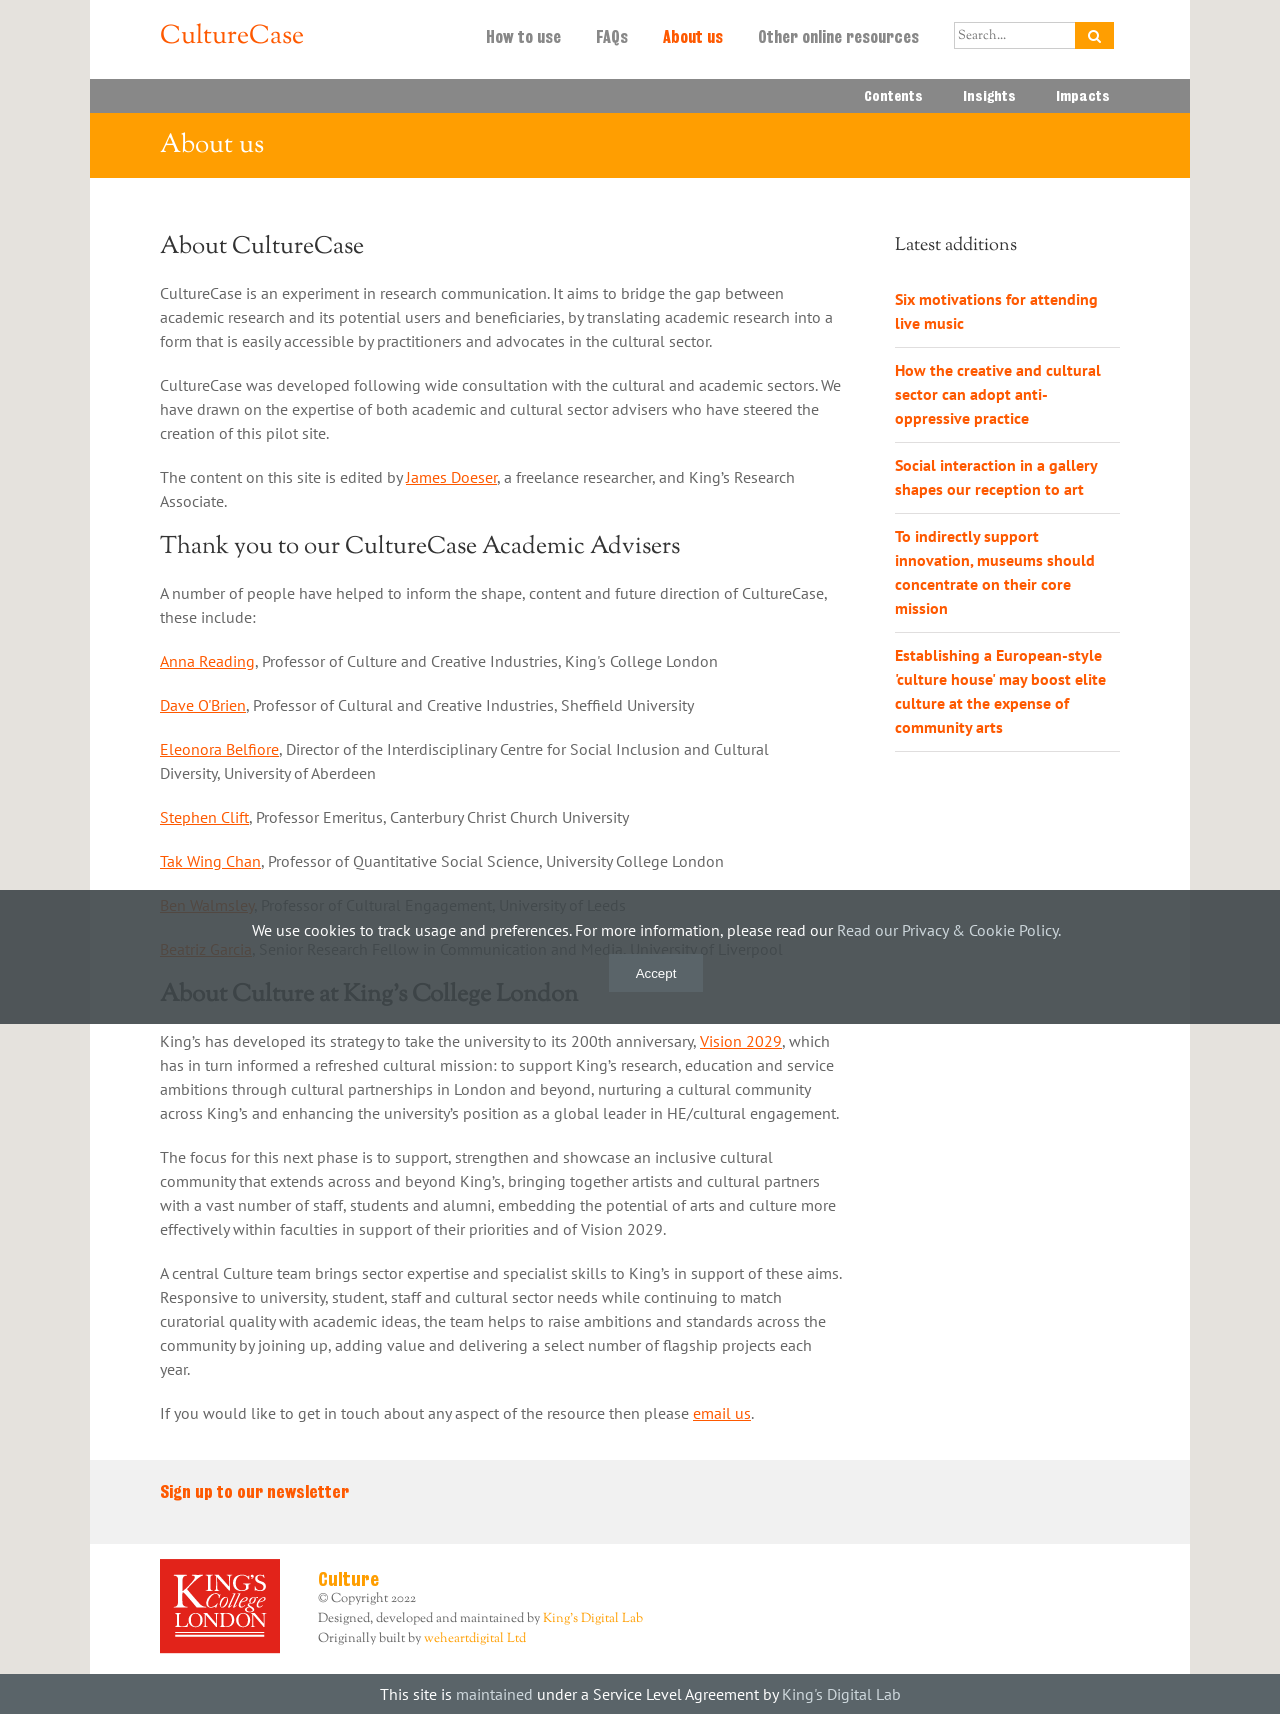 CultureCase
How to use FAQs About us Other online resources Search...
Contents Insights Impacts
About us
About CultureCase
CultureCase is an experiment in research communication. It aims to bridge the gap between
academic research and its potential users and beneficiaries, by translating academic research into a
form that is easily accessible by practitioners and advocates in the cultural sector.
CultureCase was developed following wide consultation with the cultural and academic sectors. We
have drawn on the expertise of both academic and cultural sector advisers who have steered the
creation of this pilot site.
The content on this site is edited by James Doeser, a freelance researcher, and King’s Research
Associate.
Thank you to our CultureCase Academic Advisers
A number of people have helped to inform the shape, content and future direction of CultureCase,
these include:
Anna Reading, Professor of Culture and Creative Industries, King's College London
Dave O'Brien, Professor of Cultural and Creative Industries, Sheffield University
Eleonora Belfiore, Director of the Interdisciplinary Centre for Social Inclusion and Cultural
Diversity, University of Aberdeen
Stephen Clift, Professor Emeritus, Canterbury Christ Church University
Tak Wing Chan, Professor of Quantitative Social Science, University College London
Ben Walmsley, Professor of Cultural Engagement, University of Leeds
Beatriz Garcia, Senior Research Fellow in Communication and Media, University of Liverpool
About Culture at King’s College London
King’s has developed its strategy to take the university to its 200th anniversary, Vision 2029, which
has in turn informed a refreshed cultural mission: to support King’s research, education and service
ambitions through cultural partnerships in London and beyond, nurturing a cultural community
across King’s and enhancing the university’s position as a global leader in HE/cultural engagement.
The focus for this next phase is to support, strengthen and showcase an inclusive cultural
community that extends across and beyond King’s, bringing together artists and cultural partners
with a vast number of staff, students and alumni, embedding the potential of arts and culture more
effectively within faculties in support of their priorities and of Vision 2029.
A central Culture team brings sector expertise and specialist skills to King’s in support of these aims.
Responsive to university, student, staff and cultural sector needs while continuing to match
curatorial quality with academic ideas, the team helps to raise ambitions and standards across the
community by joining up, adding value and delivering a select number of flagship projects each
year.
If you would like to get in touch about any aspect of the resource then please email us.
Latest additions
Six motivations for attending
live music
How the creative and cultural
sector can adopt anti-
oppressive practice
Social interaction in a gallery
shapes our reception to art
To indirectly support
innovation, museums should
concentrate on their core
mission
Establishing a European-style
'culture house' may boost elite
culture at the expense of
community arts
We use cookies to track usage and preferences. For more information, please read our Read our Privacy & Cookie Policy.
Accept
Sign up to our newsletter
KING'S
College
LONDON
Culture
© Copyright 2022
Designed, developed and maintained by King's Digital Lab
Originally built by weheartdigital Ltd
This site is maintained under a Service Level Agreement by King's Digital Lab